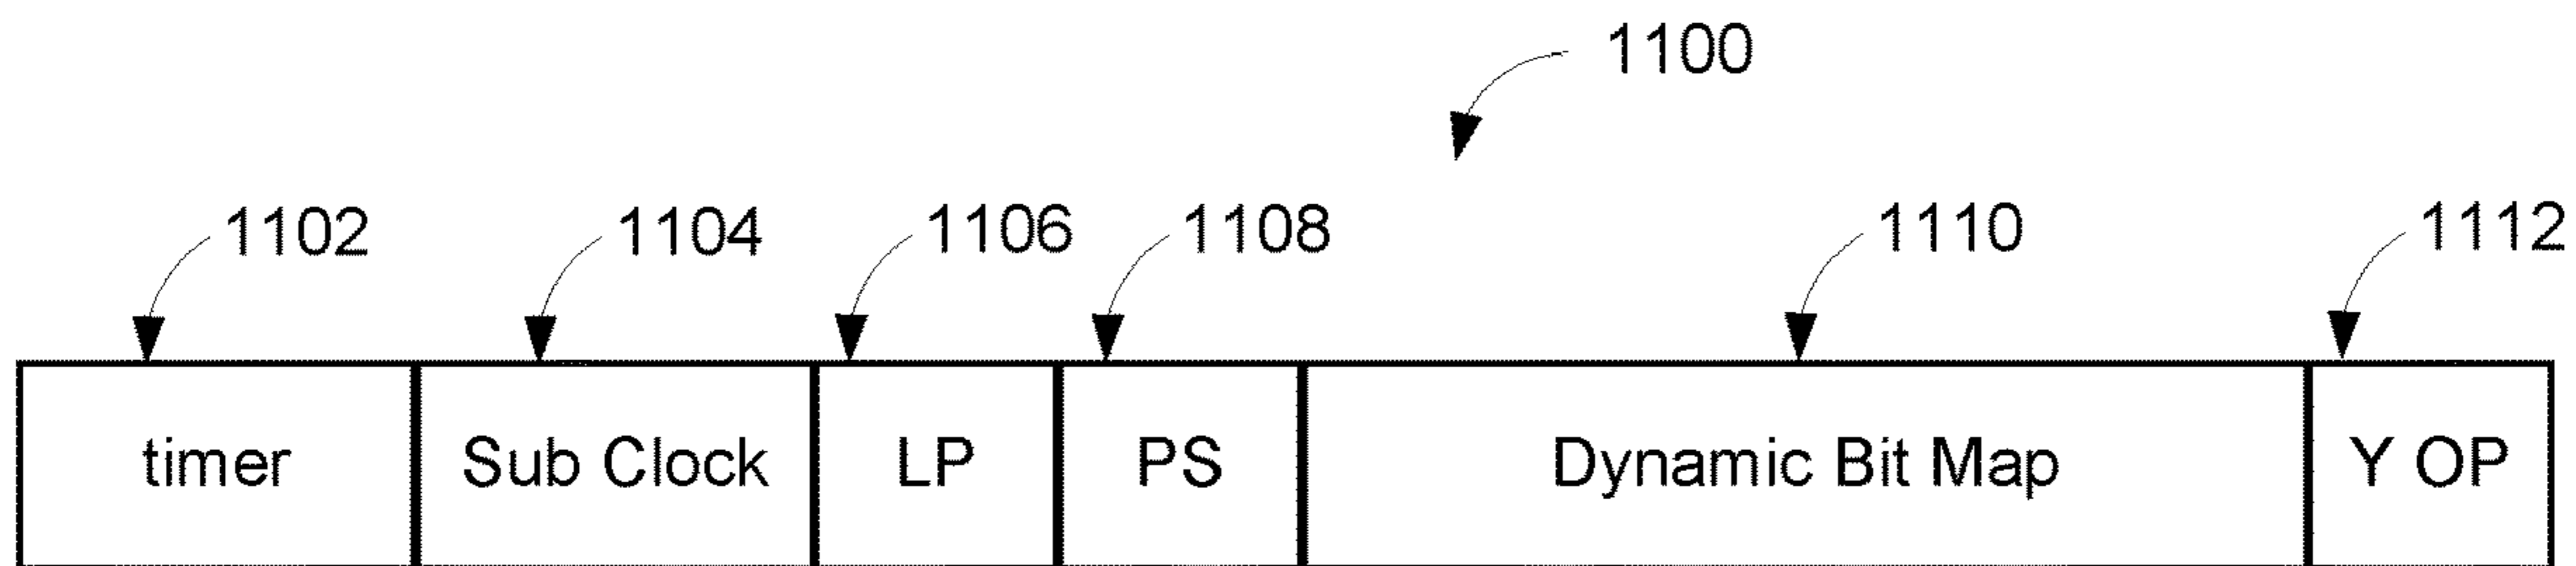 1100
1102 1104 1106 1108 1110 1112
timer Sub Clock LP PS Dynamic Bit Map Y OP